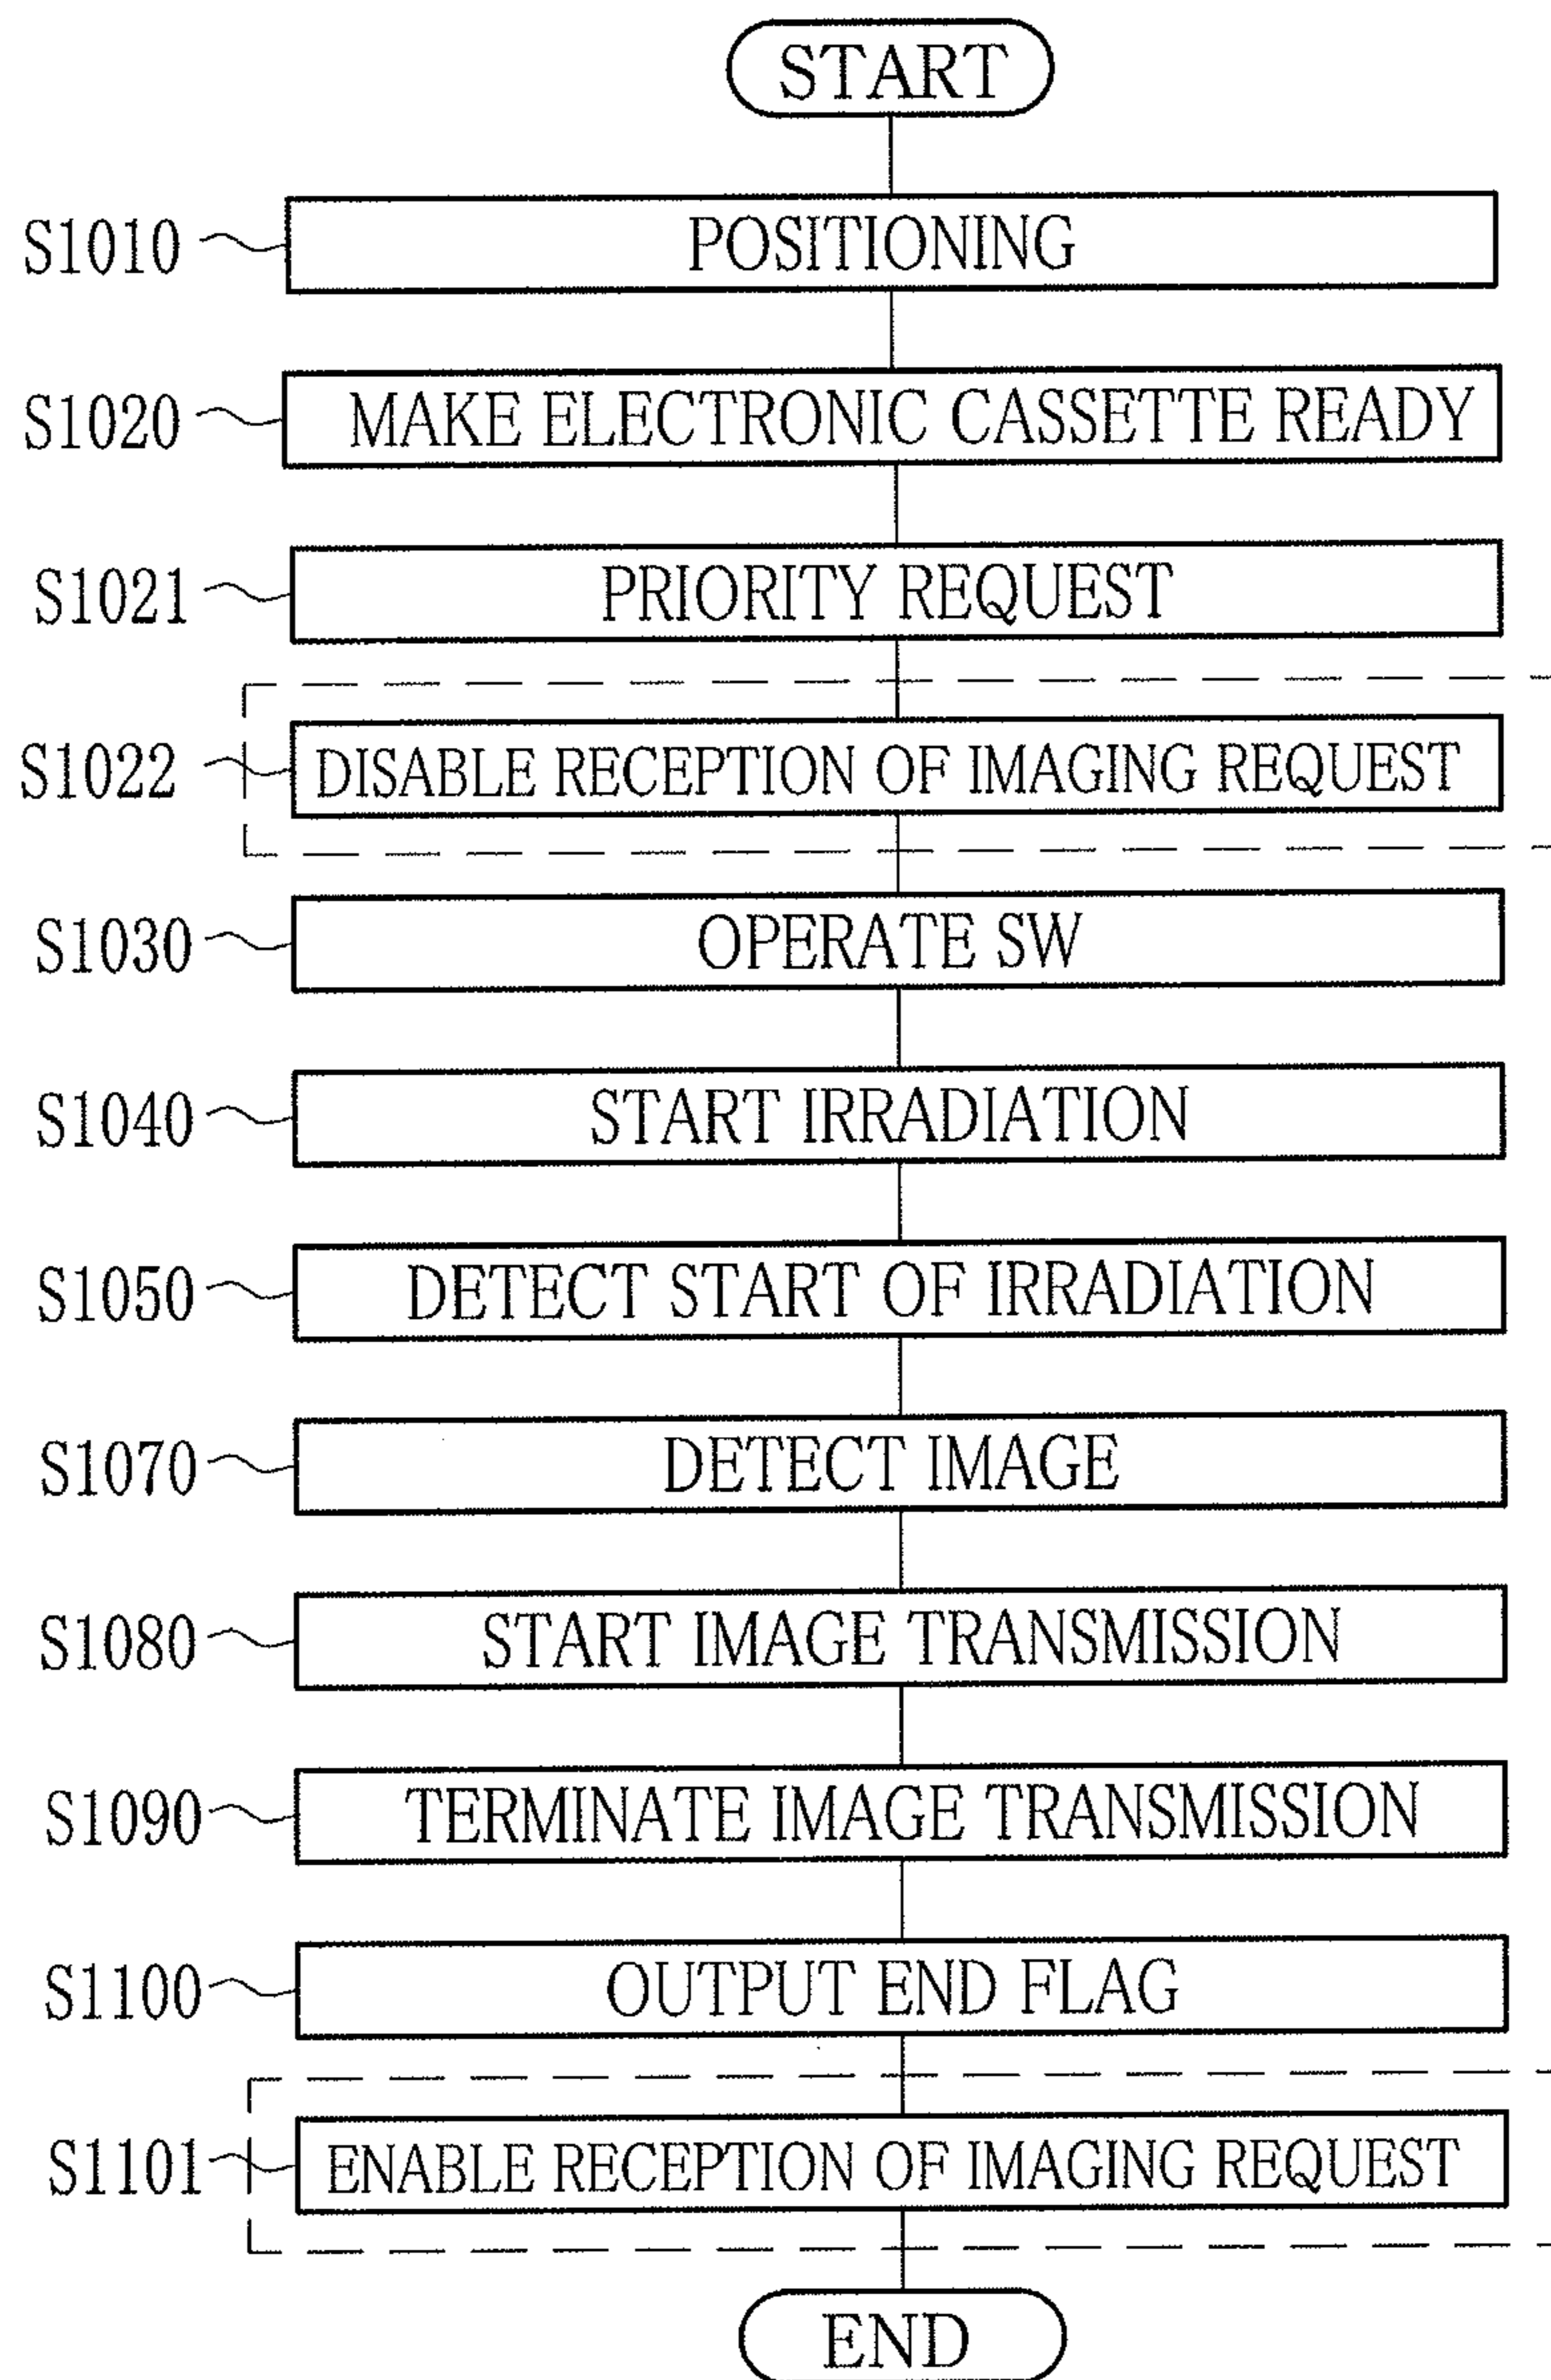 START
S1010 POSITIONING
S1020 MAKE ELECTRONIC CASSETTE READY
S1021 PRIORITY REQUEST
S1022 DISABLE RECEPTION OF IMAGING REQUEST
S1030 OPERATE SW
S1040 START IRRADIATION
S1050 DETECT START OF IRRADIATION
S1070 DETECT IMAGE
S1080 START IMAGE TRANSMISSION
S1090 TERMINATE IMAGE TRANSMISSION
S1100 OUTPUT END FLAG
S1101 ENABLE RECEPTION OF IMAGING REQUEST
END